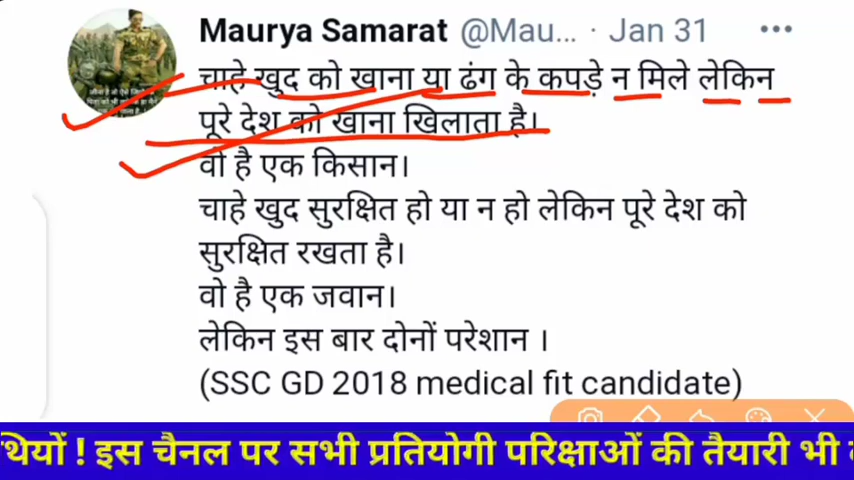 Maurya Samarat @Mau... · Jan 31
चाहे खुद को खाना या ढंग के कपड़े न मिले लेकिन
पूरे देश को खाना खिलाता है।
वो है एक किसान।
चाहे खुद सुरक्षित हो या न हो लेकिन पूरे देश को
सुरक्षित रखता है।
वो है एक जवान।
लेकिन इस बार दोनों परेशान ।
(SSC GD 2018 medical fit candidate)
थियों ! इस चैनल पर सभी प्रतियोगी परिक्षाओं की तैयारी भी